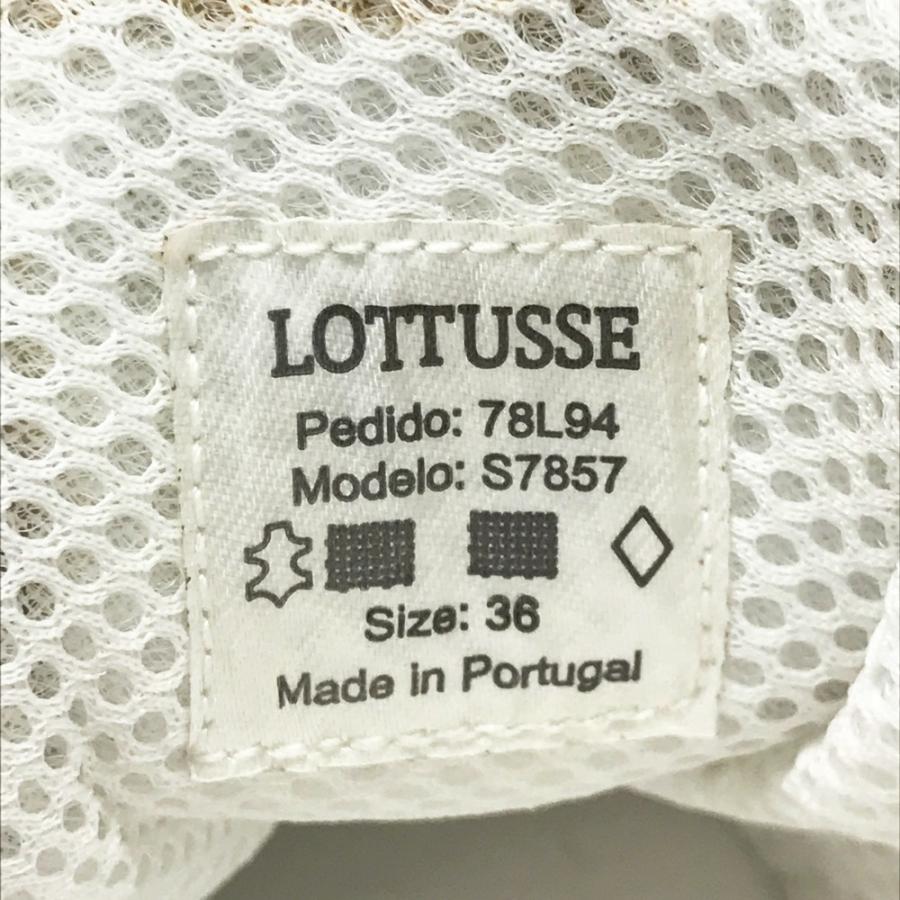 LOTTUSSE
Pedido: 78L94
Modelo: S7857
Size: 36
Made in Portugal